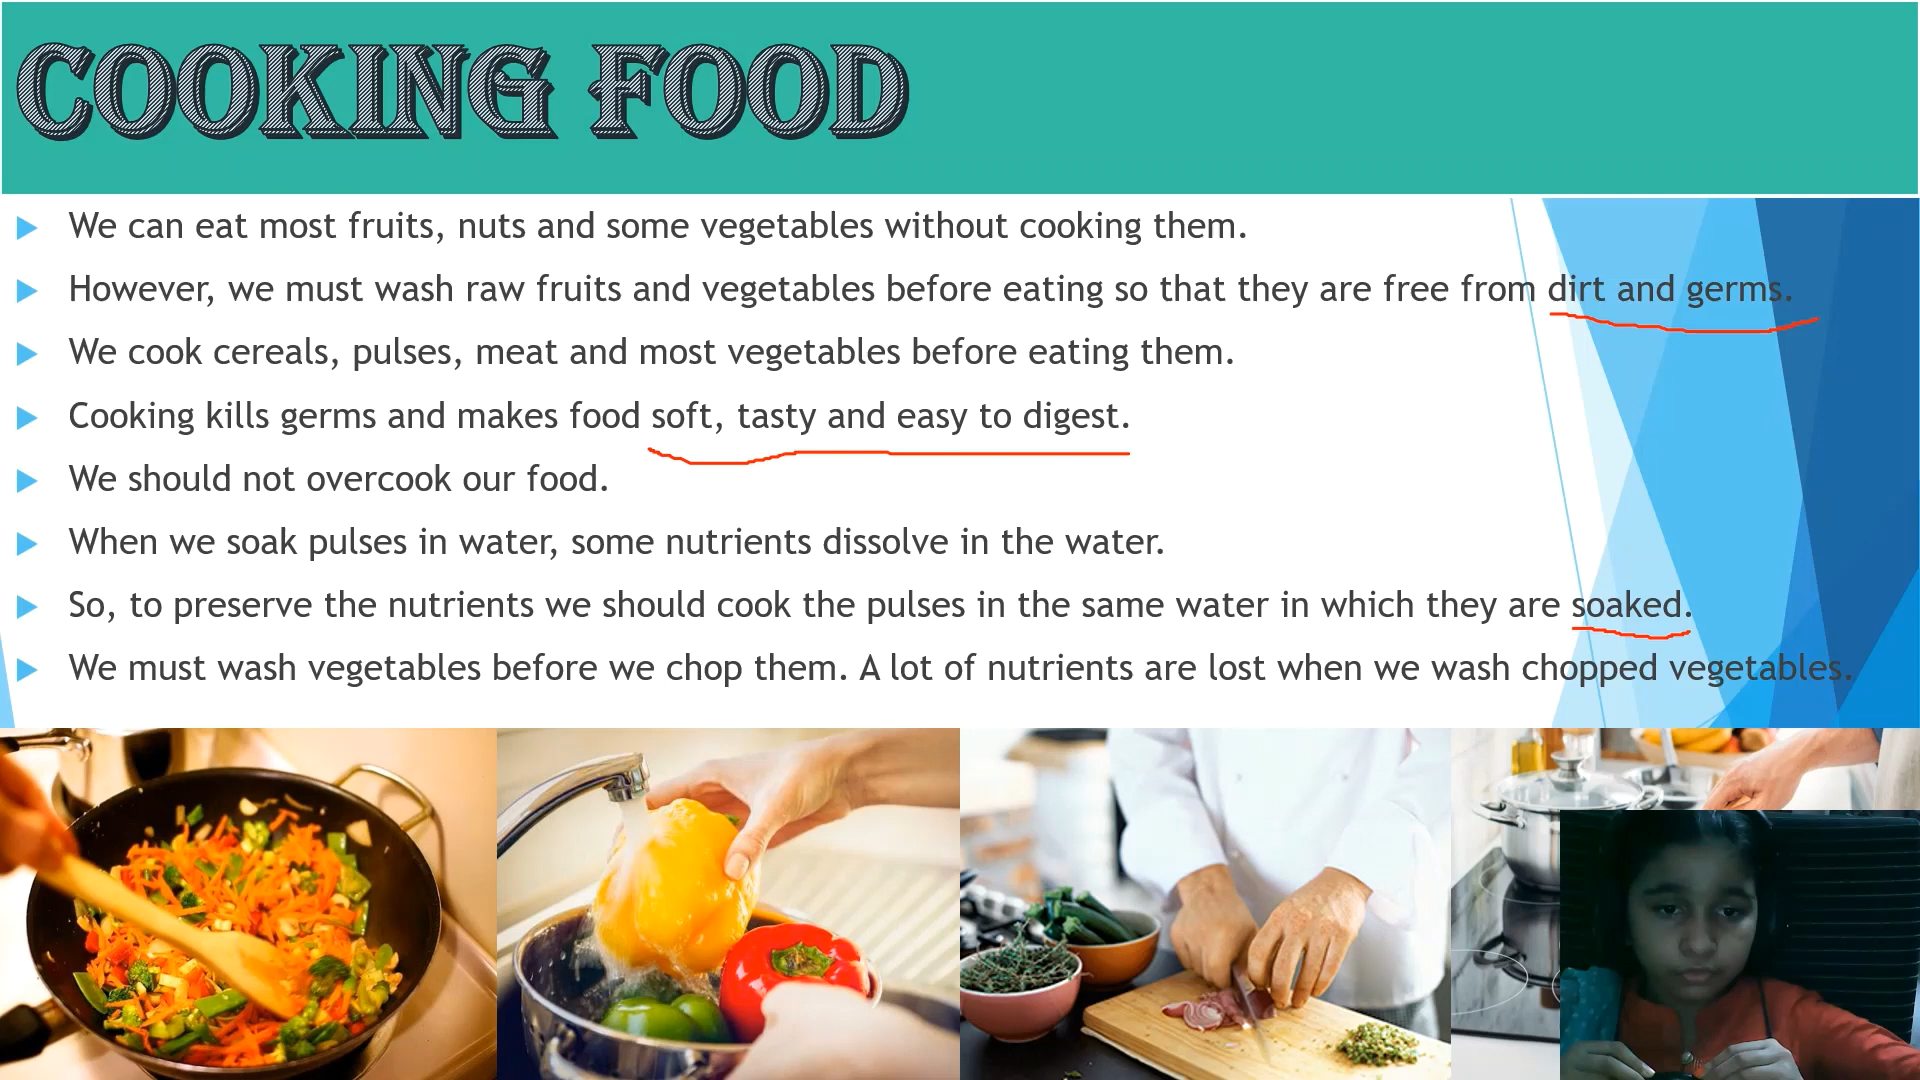 COOKING FOOD
We can eat most fruits, nuts and some vegetables without cooking them.
However, we must wash raw fruits and vegetables before eating so that they are free from dirt and germs.
We cook cereals, pulses, meat and most vegetables before eating them.
Cooking kills germs and makes food soft, tasty and easy to digest.
We should not overcook our food.
When we soak pulses in water, some nutrients dissolve in the water.
So, to preserve the nutrients we should cook the pulses in the same water in which they are soaked.
We must wash vegetables before we chop them. A lot of nutrients are lost when we wash chopped vegetables.